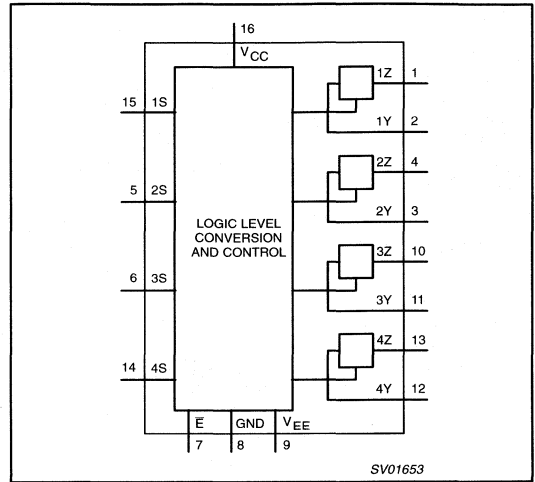 16
VCC
1Z 1
15 1S
1Y 2
2Z 4
5 2S
2Y 3
LOGIC LEVEL
CONVERSION
AND CONTROL
3Z 10
6 3S
3Y 11
4Z 13
14 4S
4Y 12
E̅ GND VEE
7 8 9
SV01653